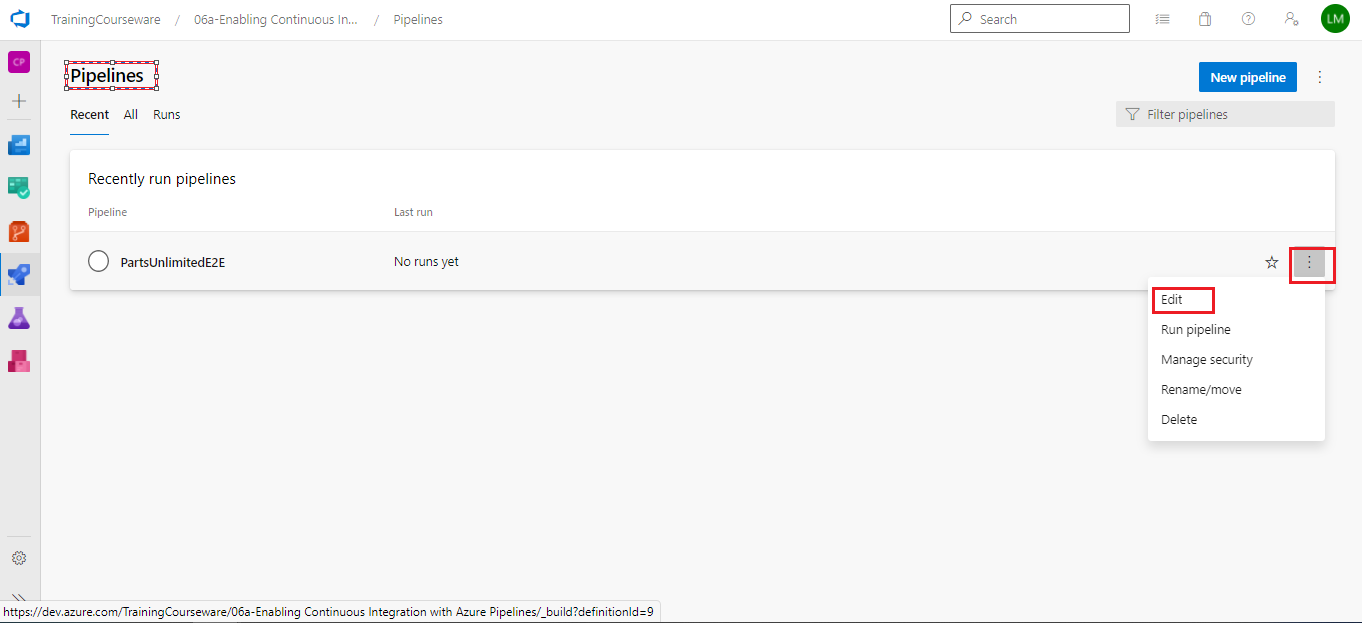 TrainingCourseware / 06a-Enabling Continuous In... / Pipelines
Search
LM
CP
Pipelines
New pipeline
Recent All Runs
Filter pipelines
Recently run pipelines
Pipeline Last run
PartsUnlimitedE2E No runs yet
Edit
Run pipeline
Manage security
Rename/move
Delete
https://dev.azure.com/TrainingCourseware/06a-Enabling Continuous Integration with Azure Pipelines/_build?definitionId=9